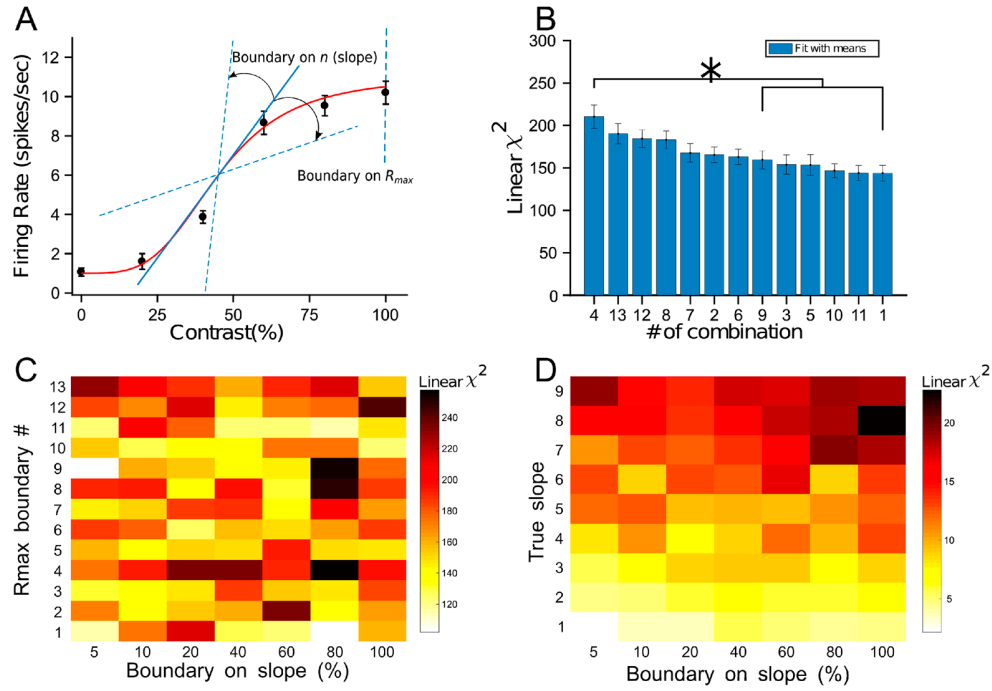 A
Firing Rate (spikes/sec)
12
10
8
6
4
2
0
Boundary on n (slope)
Boundary on Rmax
0 25 50 75 100
Contrast(%)
B
Linear χ2
300
250
200
150
100
50
0
Fit with means
*
4 13 12 8 7 2 6 9 3 5 10 11 1
# of combination
C
Linear χ2
Rmax boundary #
13
12
11
10
9
8
7
6
5
4
3
2
1
5 10 20 40 60 80 100
Boundary on slope (%)
240
220
200
180
160
140
120
D
Linear χ2
True slope
9
8
7
6
5
4
3
2
1
5 10 20 40 60 80 100
Boundary on slope (%)
20
15
10
5